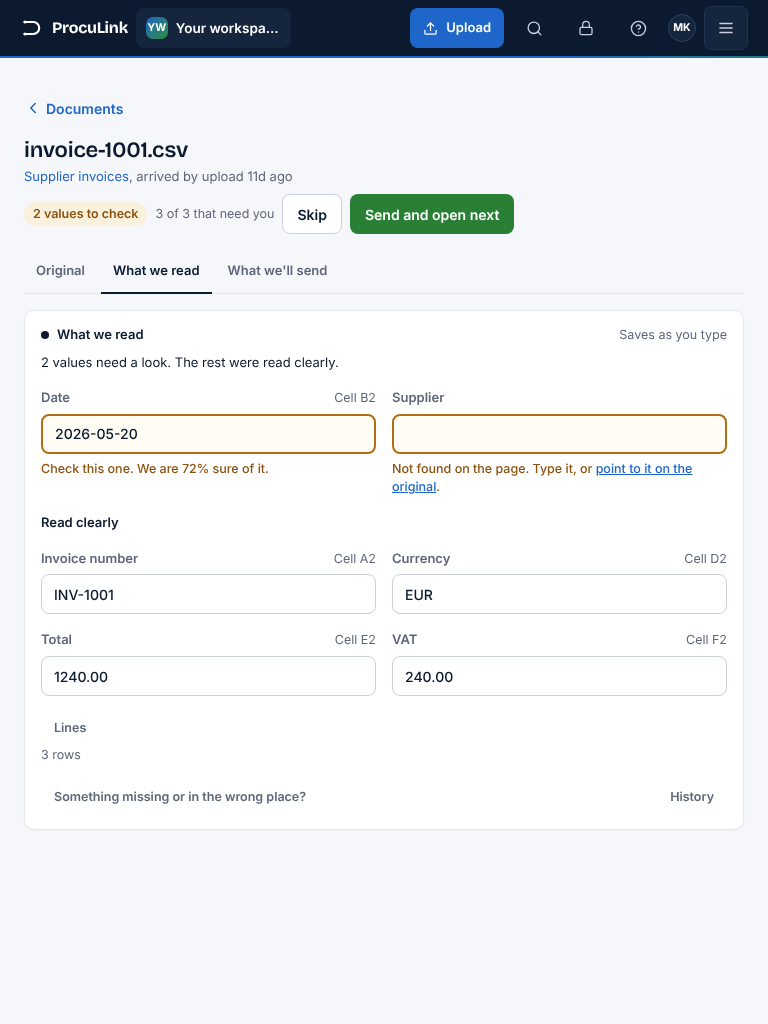 ProcuLink
YW
Your workspa...
Upload
MK
Documents
invoice-1001.csv
Supplier invoices, arrived by upload 11d ago
2 values to check
3 of 3 that need you
Skip
Send and open next
Original
What we read
What we'll send
What we read
Saves as you type
2 values need a look. The rest were read clearly.
Date
Cell B2
Supplier
2026-05-20
Check this one. We are 72% sure of it.
Not found on the page. Type it, or point to it on the
original.
Read clearly
Invoice number
Cell A2
Currency
Cell D2
INV-1001
EUR
Total
Cell E2
VAT
Cell F2
1240.00
240.00
Lines
3 rows
Something missing or in the wrong place?
History